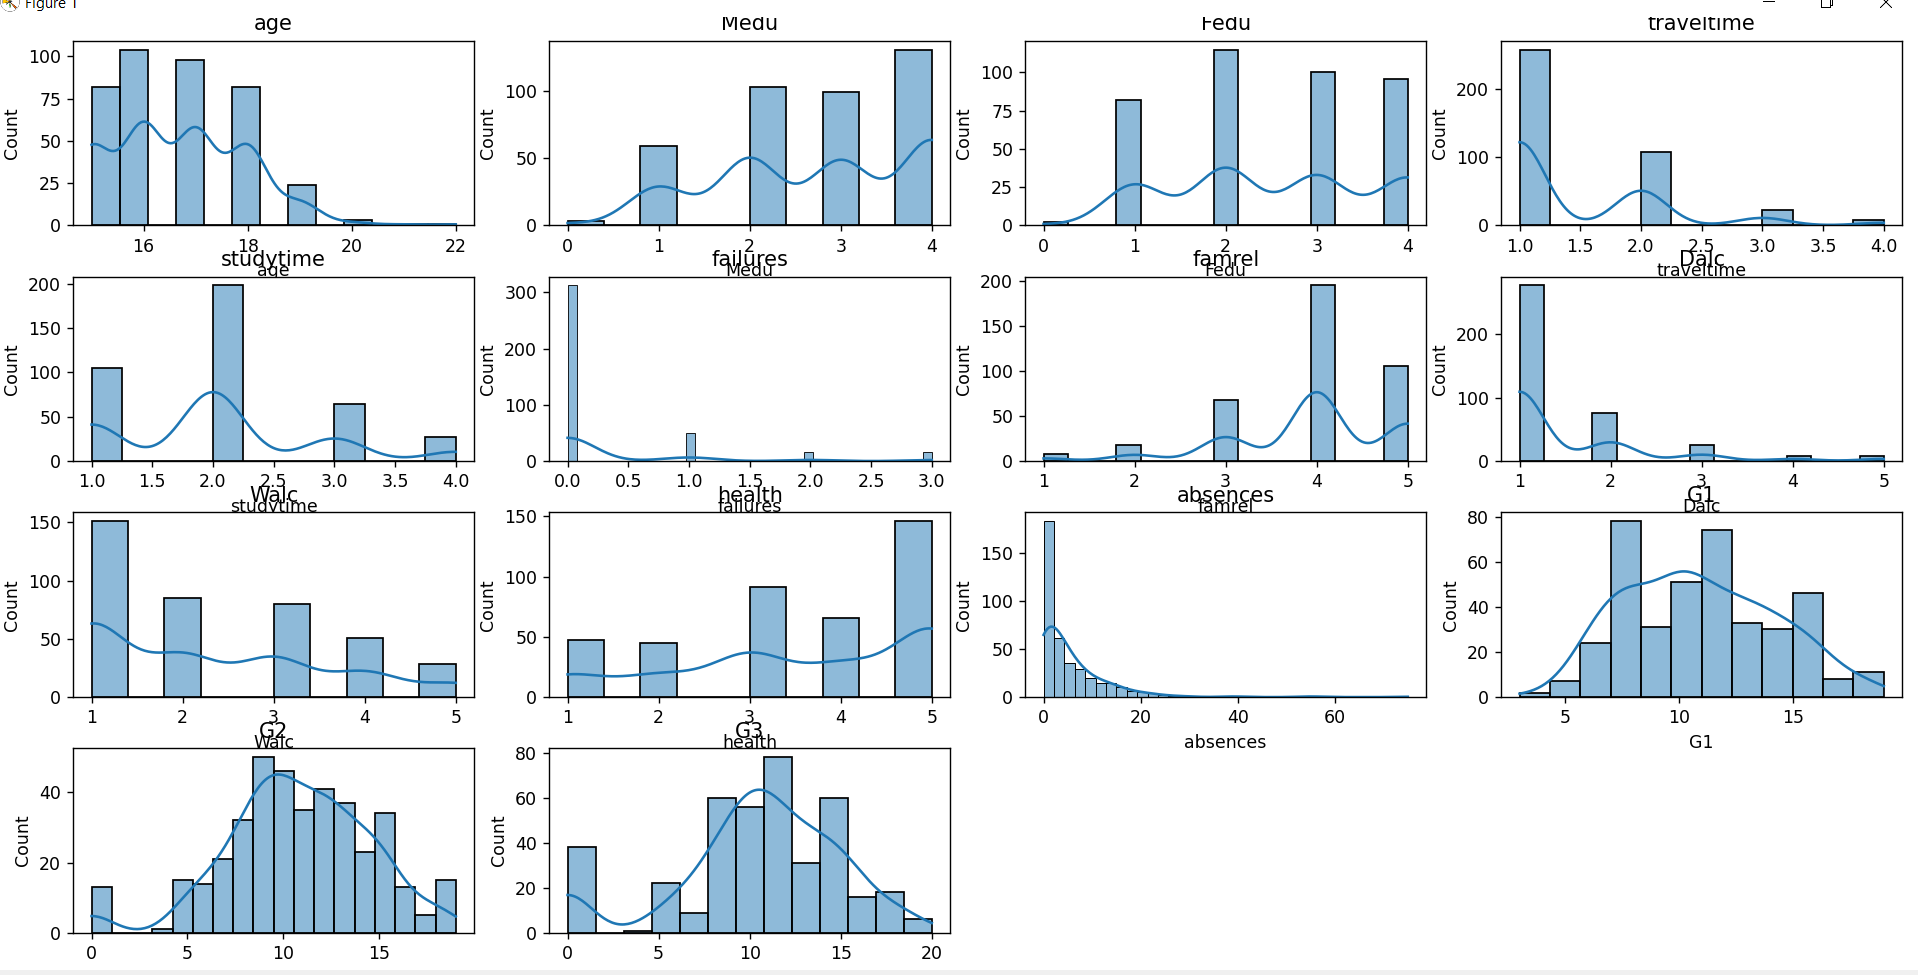 Figure 1
age Medu Fedu traveltime
100 75 50 25 0
Count
16 18 20 22
age
100 50 0
Count
0 1 2 3 4
Medu
100 75 50 25 0
Count
0 1 2 3 4
Fedu
200 100 0
Count
1.0 1.5 2.0 2.5 3.0 3.5 4.0
traveltime
studytime failures famrel Dalc
200 150 100 50 0
Count
1.0 1.5 2.0 2.5 3.0 3.5 4.0
studytime
300 200 100 0
Count
0.0 0.5 1.0 1.5 2.0 2.5 3.0
failures
200 150 100 50 0
Count
1 2 3 4 5
famrel
200 100 0
Count
1 2 3 4 5
Dalc
Walc health absences G1
150 100 50 0
Count
1 2 3 4 5
Walc
150 100 50 0
Count
1 2 3 4 5
health
150 100 50 0
Count
0 20 40 60
absences
80 60 40 20 0
Count
5 10 15
G1
G2 G3
40 20 0
Count
0 5 10 15
80 60 40 20 0
Count
0 5 10 15 20